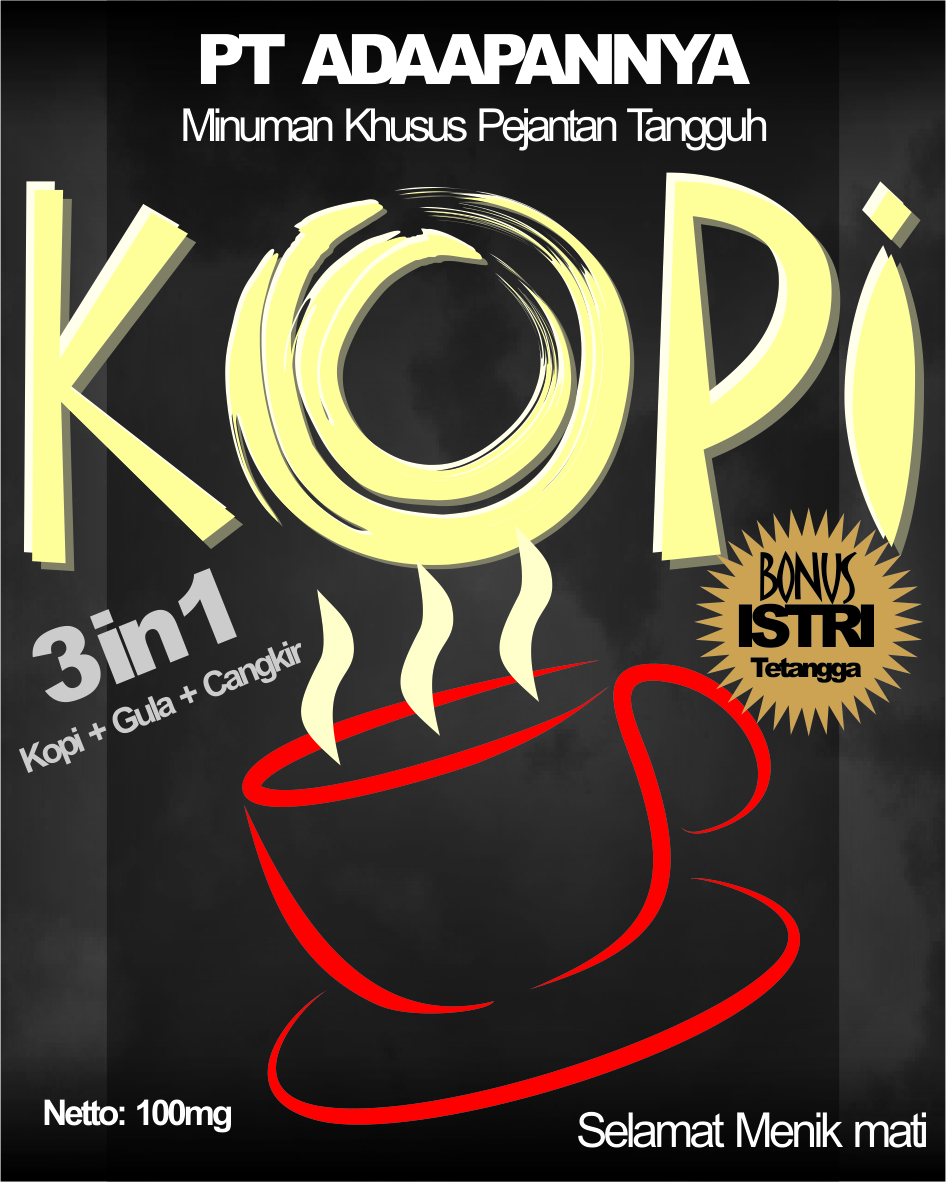 PT ADAAPANNYA
Minuman Khusus Pejantan Tangguh
KOPi
BONUS
ISTRI
Tetangga
3in1
Kopi + Gula + Cangkir
Netto: 100mg
Selamat Menik mati